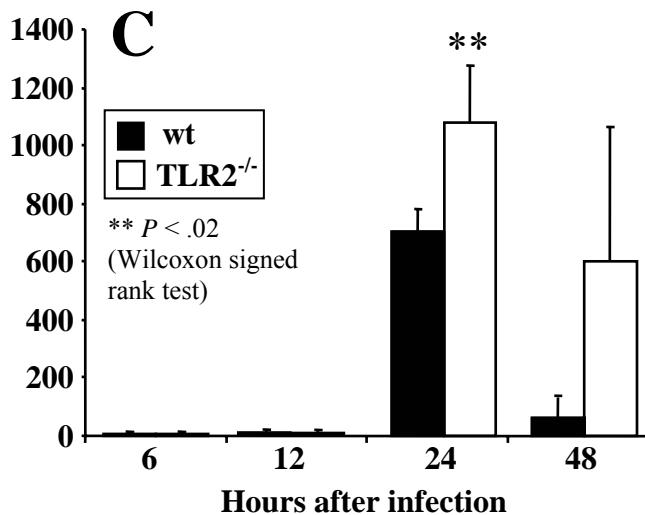 C
1400
1200
1000
800
600
400
200
0
wt
TLR2-/-
** P < .02
(Wilcoxon signed
rank test)
**
6 12 24 48
Hours after infection